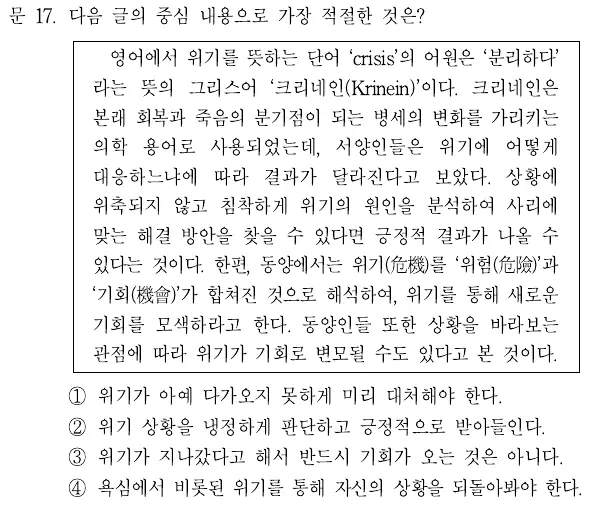 문 17. 다음 글의 중심 내용으로 가장 적절한 것은?
영어에서 위기를 뜻하는 단어 ‘crisis’의 어원은 ‘분리하다’
라는 뜻의 그리스어 ‘크리네인(Krinein)’이다. 크리네인은
본래 회복과 죽음의 분기점이 되는 병세의 변화를 가리키는
의학 용어로 사용되었는데, 서양인들은 위기에 어떻게
대응하느냐에 따라 결과가 달라진다고 보았다. 상황에
위축되지 않고 침착하게 위기의 원인을 분석하여 사리에
맞는 해결 방안을 찾을 수 있다면 긍정적 결과가 나올 수
있다는 것이다. 한편, 동양에서는 위기(危機)를 ‘위험(危險)’과
‘기회(機會)’가 합쳐진 것으로 해석하여, 위기를 통해 새로운
기회를 모색하라고 한다. 동양인들 또한 상황을 바라보는
관점에 따라 위기가 기회로 변모될 수도 있다고 본 것이다.
① 위기가 아예 다가오지 못하게 미리 대처해야 한다.
② 위기 상황을 냉정하게 판단하고 긍정적으로 받아들인다.
③ 위기가 지나갔다고 해서 반드시 기회가 오는 것은 아니다.
④ 욕심에서 비롯된 위기를 통해 자신의 상황을 되돌아봐야 한다.